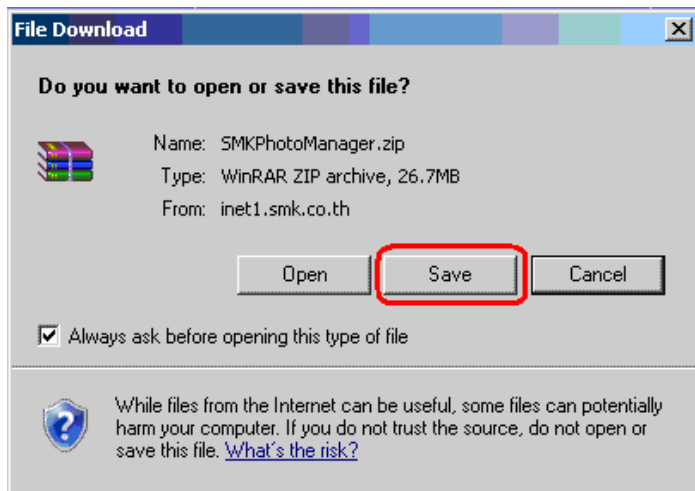 File Download
Do you want to open or save this file?
Name: SMKPhotoManager.zip
Type: WinRAR ZIP archive, 26.7MB
From: inet1.smk.co.th
Open Save Cancel
Always ask before opening this type of file
While files from the Internet can be useful, some files can potentially
harm your computer. If you do not trust the source, do not open or
save this file. What's the risk?